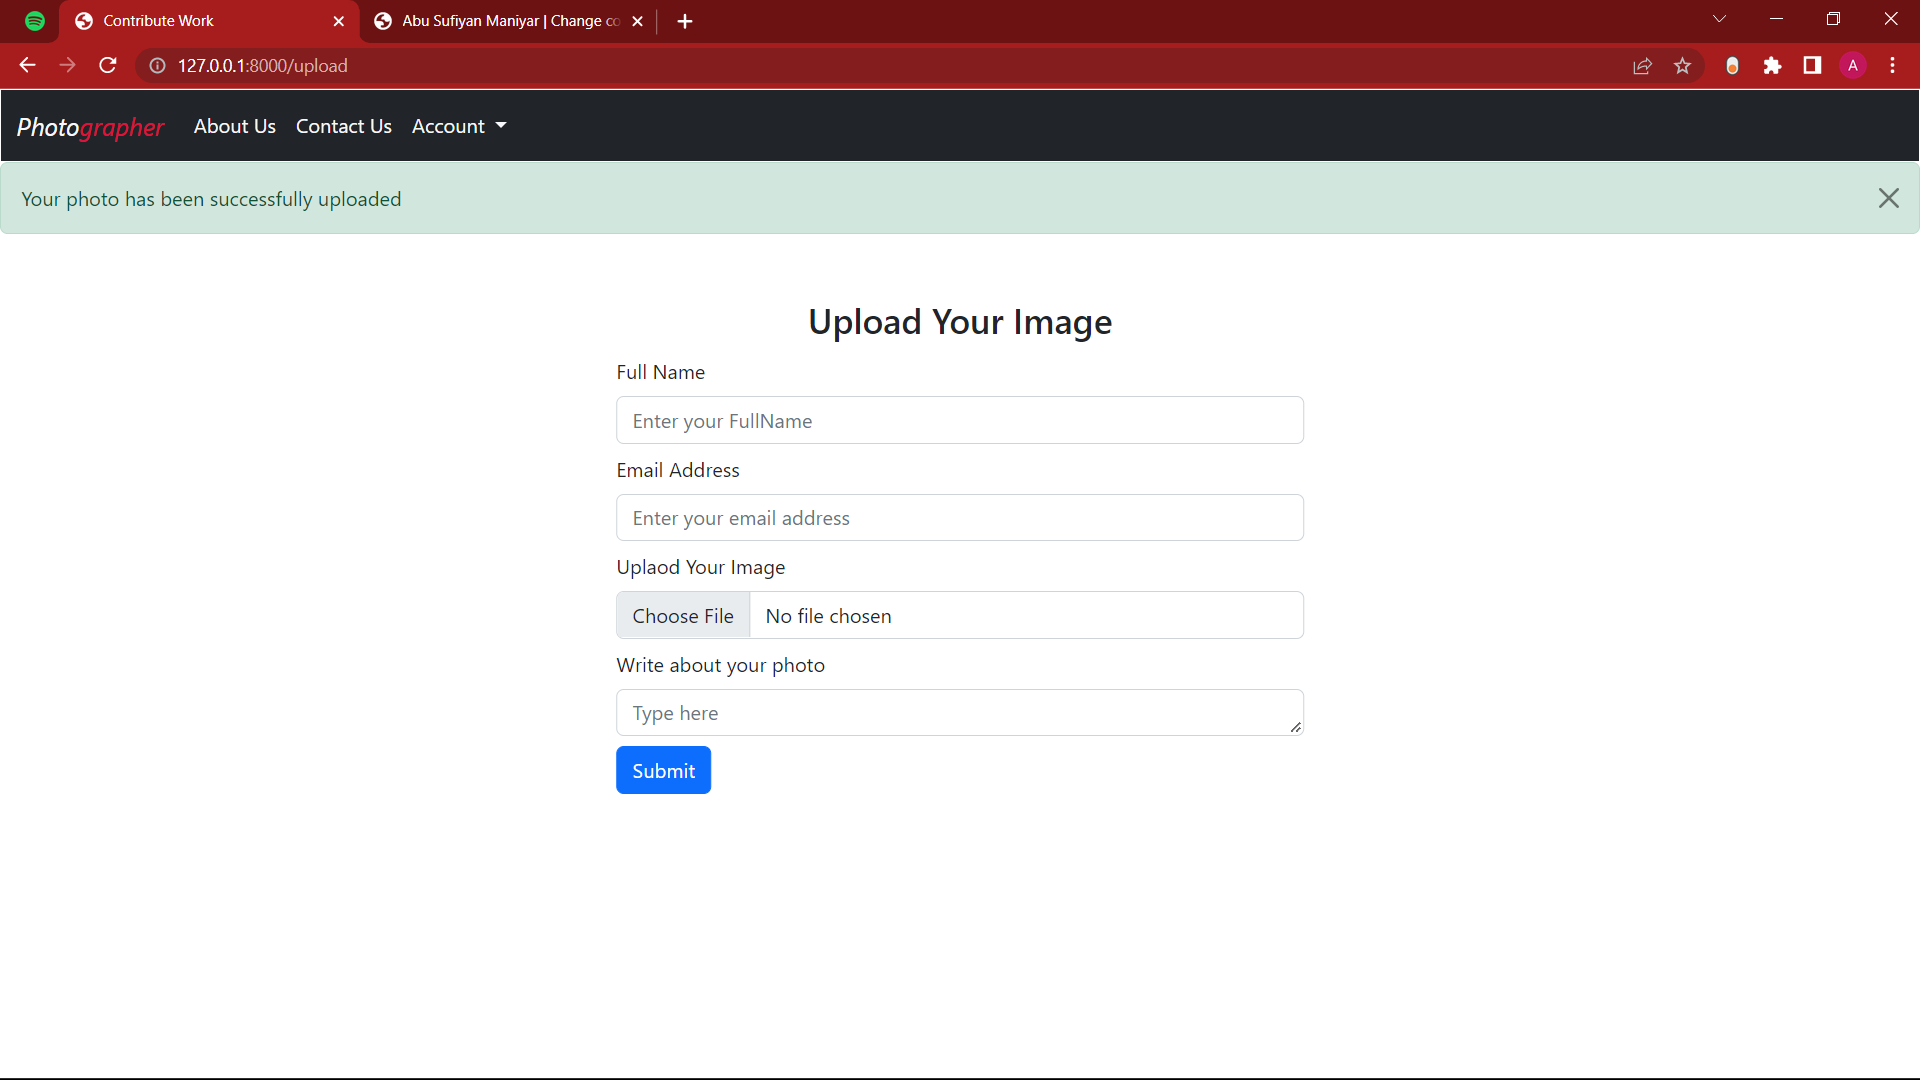 Contribute Work
Abu Sufiyan Maniyar | Change co
127.0.0.1:8000/upload
A
Photographer About Us Contact Us Account
Your photo has been successfully uploaded
Upload Your Image
Full Name
Enter your FullName
Email Address
Enter your email address
Uplaod Your Image
Choose File No file chosen
Write about your photo
Type here
Submit